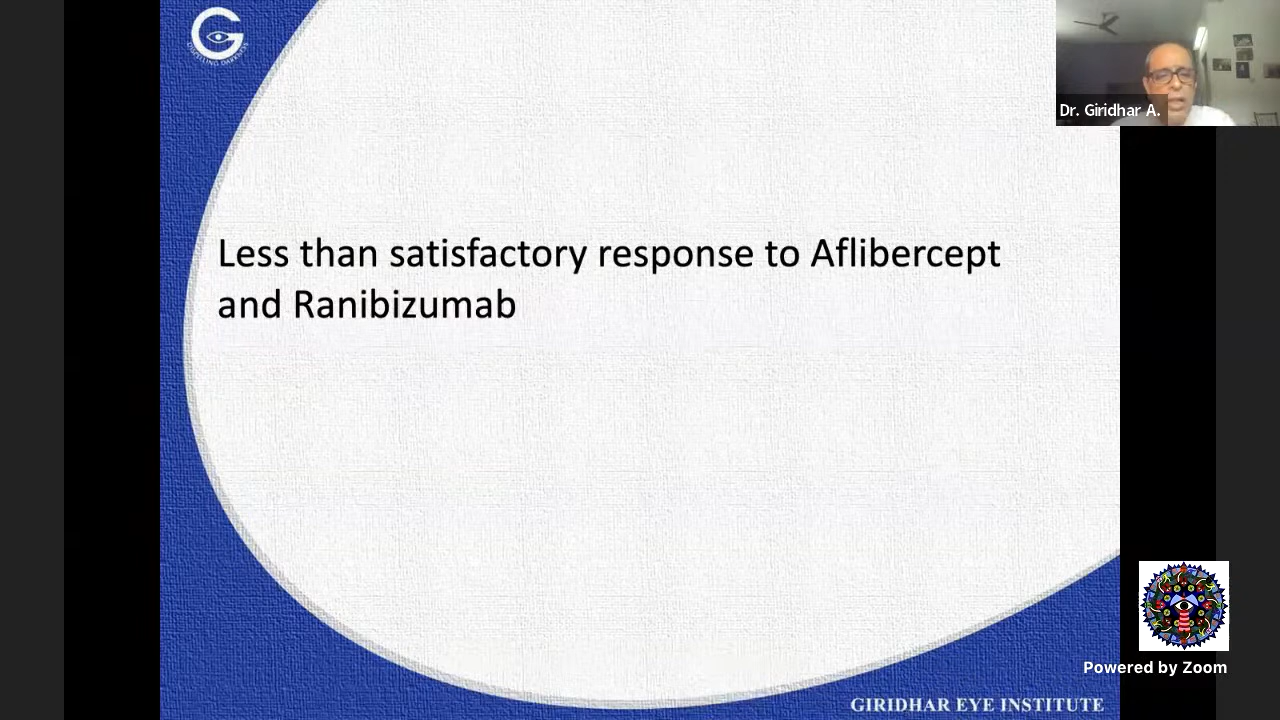 Dr. Giridhar A.
Less than satisfactory response to Aflibercept
and Ranibizumab
Powered by Zoom
GIRIDHAR EYE INSTITUTE